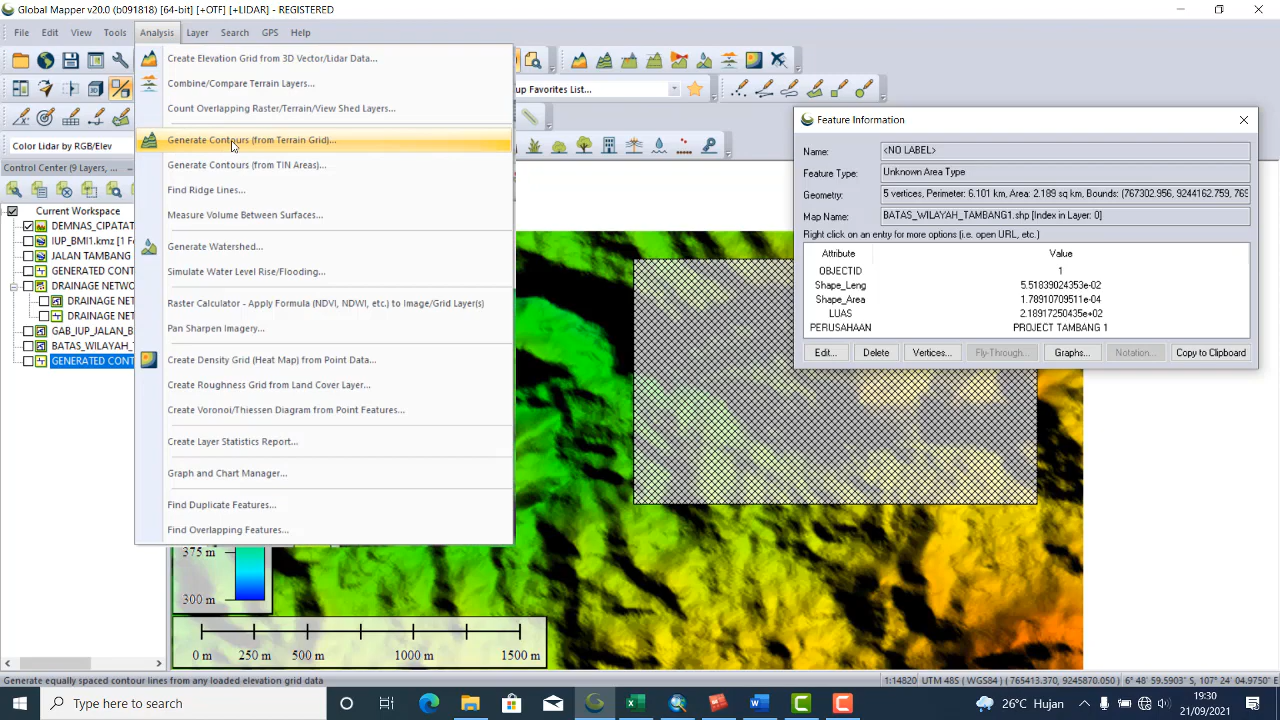 Global Mapper v20.0 (b091818) [64-bit] [+OTF] [+LIDAR] - REGISTERED
File Edit View Tools Analysis Layer Search GPS Help
Create Elevation Grid from 3D Vector/Lidar Data...
Combine/Compare Terrain Layers...
Count Overlapping Raster/Terrain/View Shed Layers...
Generate Contours (from Terrain Grid)...
Generate Contours (from TIN Areas)...
Find Ridge Lines...
Measure Volume Between Surfaces...
Generate Watershed...
Simulate Water Level Rise/Flooding...
Raster Calculator - Apply Formula (NDVI, NDWI, etc.) to Image/Grid Layer(s)
Pan Sharpen Imagery...
Create Density Grid (Heat Map) from Point Data...
Create Roughness Grid from Land Cover Layer...
Create Voronoi/Thiessen Diagram from Point Features...
Create Layer Statistics Report...
Graph and Chart Manager...
Find Duplicate Features...
Find Overlapping Features...
up Favorites List...
Color Lidar by RGB/Elev
Control Center (9 Layers, ...
Current Workspace
DEMNAS_CIPATAT
IUP_BMI1.kmz [1 F
JALAN TAMBANG
GENERATED CONT
DRAINAGE NETWO
DRAINAGE NET
DRAINAGE NET
GAB_IUP_JALAN_B
BATAS_WILAYAH_T
GENERATED CONT
Feature Information
Name: <NO LABEL>
Feature Type: Unknown Area Type
Geometry: 5 vertices, Perimeter: 6.101 km, Area: 2.189 sq km, Bounds: (767302.956, 9244162.759, 769
Map Name: BATAS_WILAYAH_TAMBANG1.shp [Index in Layer: 0]
Right click on an entry for more options (i.e. open URL, etc.)
Attribute Value
OBJECTID 1
Shape_Leng 5.51839024353e-02
Shape_Area 1.78910709511e-04
LUAS 2.18917250435e+02
PERUSAHAAN PROJECT TAMBANG 1
Edit... Delete Vertices... Fly-Through... Graphs... Notation... Copy to Clipboard
375 m
300 m
0 m 250 m 500 m 1000 m 1500 m
Generate equally spaced contour lines from any loaded elevation grid data
1:14820 UTM 48S (WGS84) (765413.370, 9245870.050) 6° 48' 59.5903" S, 107° 24' 04.9750" E
Type here to search
26°C Hujan
19:30
21/09/2021